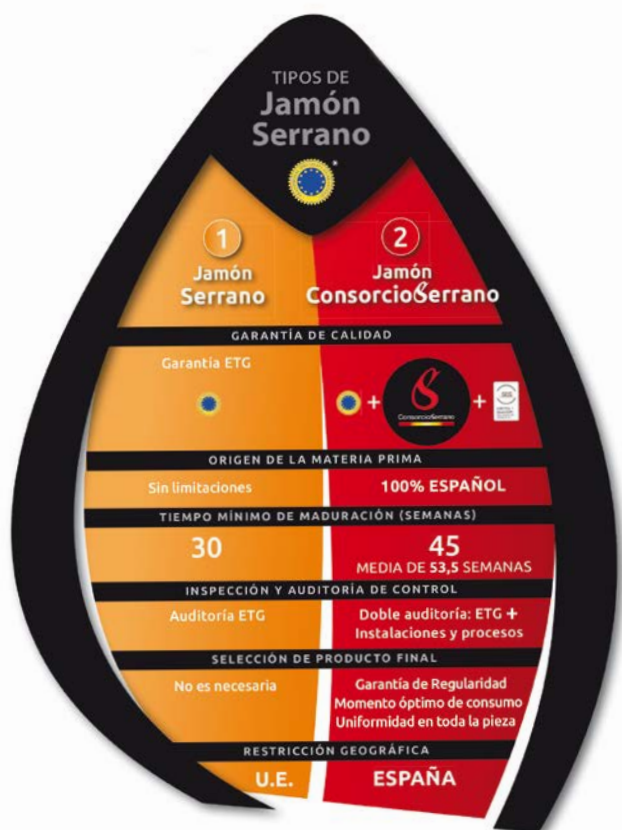 TIPOS DE
Jamón
Serrano
*
1
Jamón
Serrano
2
Jamón
ConsorcioSerrano
GARANTÍA DE CALIDAD
Garantía ETG
+
ConsorcioSerrano
+
ORIGEN DE LA MATERIA PRIMA
Sin limitaciones
100% ESPAÑOL
TIEMPO MÍNIMO DE MADURACIÓN (SEMANAS)
30
45
MEDIA DE 53,5 SEMANAS
INSPECCIÓN Y AUDITORÍA DE CONTROL
Auditoría ETG
Doble auditoría: ETG +
Instalaciones y procesos
SELECCIÓN DE PRODUCTO FINAL
No es necesaria
Garantía de Regularidad
Momento óptimo de consumo
Uniformidad en toda la pieza
RESTRICCIÓN GEOGRÁFICA
U.E.
ESPAÑA